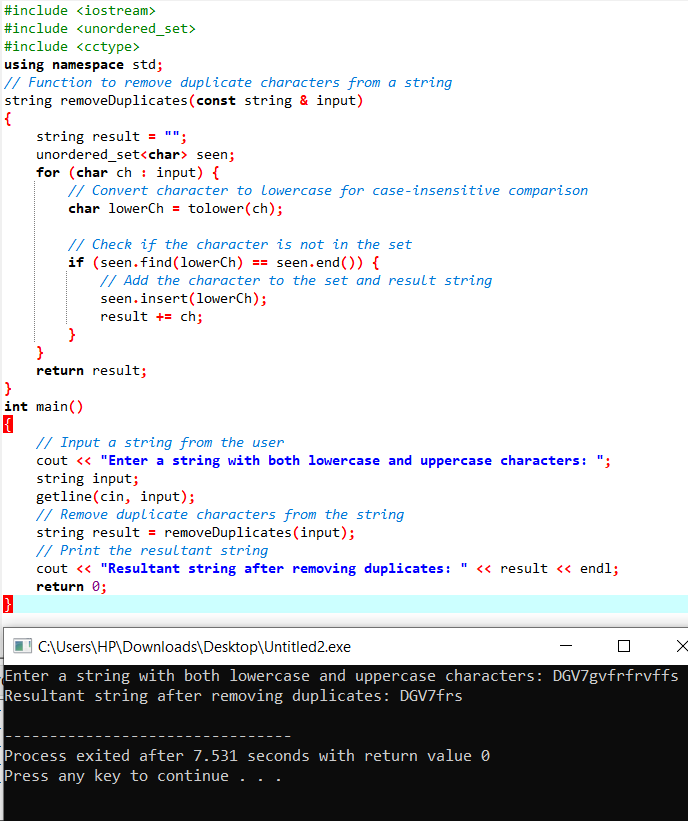 #include <iostream>
#include <unordered_set>
#include <cctype>
using namespace std;
// Function to remove duplicate characters from a string
string removeDuplicates(const string & input)
{
    string result = "";
    unordered_set<char> seen;
    for (char ch : input) {
        // Convert character to lowercase for case-insensitive comparison
        char lowerCh = tolower(ch);

        // Check if the character is not in the set
        if (seen.find(lowerCh) == seen.end()) {
            // Add the character to the set and result string
            seen.insert(lowerCh);
            result += ch;
        }
    }
    return result;
}
int main()
{
    // Input a string from the user
    cout << "Enter a string with both lowercase and uppercase characters: ";
    string input;
    getline(cin, input);
    // Remove duplicate characters from the string
    string result = removeDuplicates(input);
    // Print the resultant string
    cout << "Resultant string after removing duplicates: " << result << endl;
    return 0;
}
C:\Users\HP\Downloads\Desktop\Untitled2.exe
Enter a string with both lowercase and uppercase characters: DGV7gvfrfrvffs
Resultant string after removing duplicates: DGV7frs

--------------------------------
Process exited after 7.531 seconds with return value 0
Press any key to continue . . .